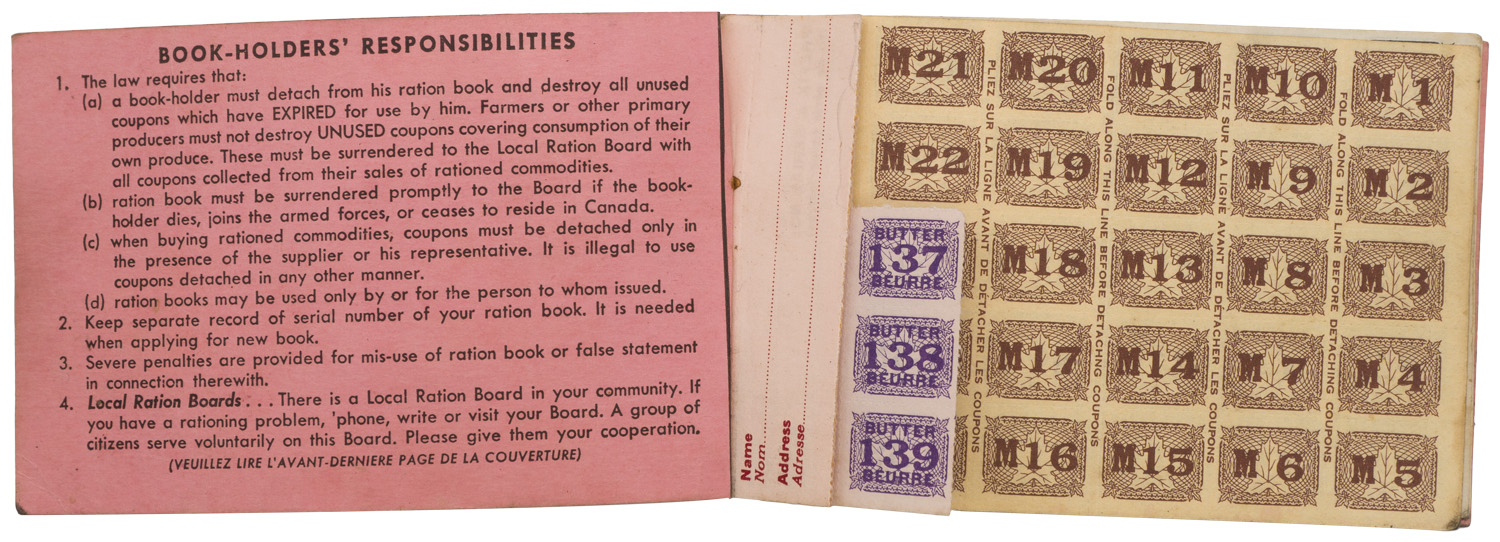 BOOK-HOLDERS' RESPONSIBILITIES
1. The law requires that:
(a) a book-holder must detach from his ration book and destroy all unused
coupons which have EXPIRED for use by him. Farmers or other primary
producers must not destroy UNUSED coupons covering consumption of their
own produce. These must be surrendered to the Local Ration Board with
all coupons collected from their sales of rationed commodities.
(b) ration book must be surrendered promptly to the Board if the book-
holder dies, joins the armed forces, or ceases to reside in Canada.
(c) when buying rationed commodities, coupons must be detached only in
the presence of the supplier or his representative. It is illegal to use
coupons detached in any other manner.
(d) ration books may be used only by or for the person to whom issued.
2. Keep separate record of serial number of your ration book. It is needed
when applying for new book.
3. Severe penalties are provided for mis-use of ration book or false statement
in connection therewith.
4. Local Ration Boards . . . There is a Local Ration Board in your community. If
you have a rationing problem, 'phone, write or visit your Board. A group of
citizens serve voluntarily on this Board. Please give them your cooperation.
(VEUILLEZ LIRE L'AVANT-DERNIERE PAGE DE LA COUVERTURE)
Name
Nom
Address
Adresse
BUTTER
137
BEURRE
BUTTER
138
BEURRE
BUTTER
139
BEURRE
M21 M20 M11 M10 M 1
M22 M19 M12 M 9 M 2
M18 M13 M 8 M 3
M17 M14 M 7 M 4
M16 M15 M 6 M 5
PLIEZ SUR LA LIGNE AVANT DE DÉTACHER LES COUPONS
FOLD ALONG THIS LINE BEFORE DETACHNG COUPONS
PLIEZ SUR LA LIGNE AVANT DE DÉTACHER LES COUPONS
FOLD ALONG THIS LINE BEFORE DETACHING COUPONS